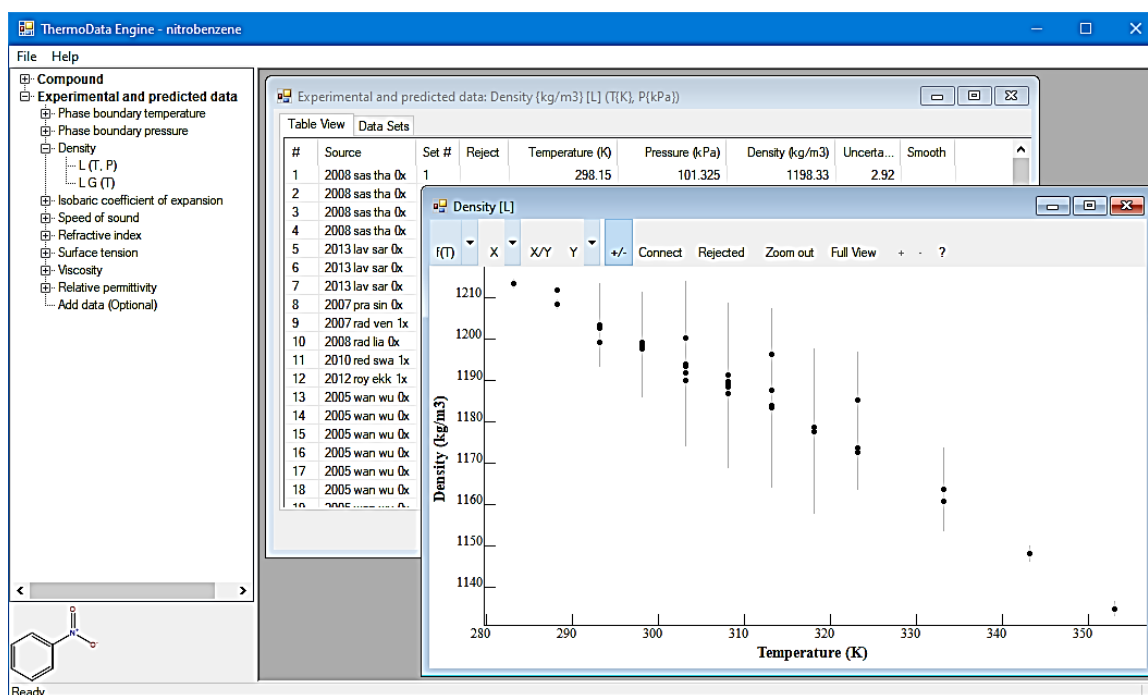 ThermoData Engine - nitrobenzene
File Help
Compound
Experimental and predicted data
Phase boundary temperature
Phase boundary pressure
Density
L (T, P)
L G (T)
Isobaric coefficient of expansion
Speed of sound
Refractive index
Surface tension
Viscosity
Relative permittivity
Add data (Optional)
Experimental and predicted data: Density {kg/m3} [L] (T{K}, P{kPa})
Table View Data Sets
# Source Set # Reject Temperature (K) Pressure (kPa) Density (kg/m3) Uncerta... Smooth
1 2008 sas tha 0x 1 298.15 101.325 1198.33 2.92
2 2008 sas tha 0x
3 2008 sas tha 0x
4 2008 sas tha 0x
5 2013 lav sar 0x
6 2013 lav sar 0x
7 2013 lav sar 0x
8 2007 pra sin 0x
9 2007 rad ven 1x
10 2008 rad lia 0x
11 2010 red swa 1x
12 2012 roy ekk 1x
13 2005 wan wu 0x
14 2005 wan wu 0x
15 2005 wan wu 0x
16 2005 wan wu 0x
17 2005 wan wu 0x
18 2005 wan wu 0x
19 2005 wan wu 0x
Density [L]
f(T) X X/Y Y +/- Connect Rejected Zoom out Full View + - ?
1210
1200
1190
1180
1170
1160
1150
1140
Density (kg/m3)
280 290 300 310 320 330 340 350
Temperature (K)
O
N+
O-
Ready